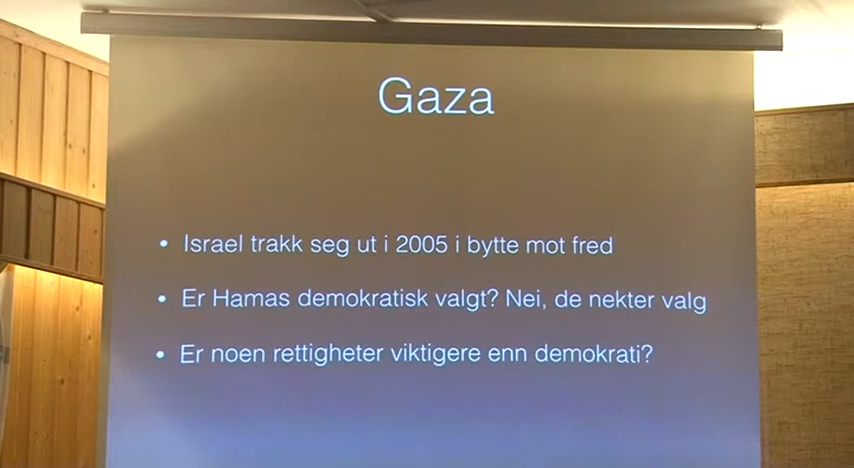 Gaza
• Israel trakk seg ut i 2005 i bytte mot fred
• Er Hamas demokratisk valgt? Nei, de nekter valg
• Er noen rettigheter viktigere enn demokrati?